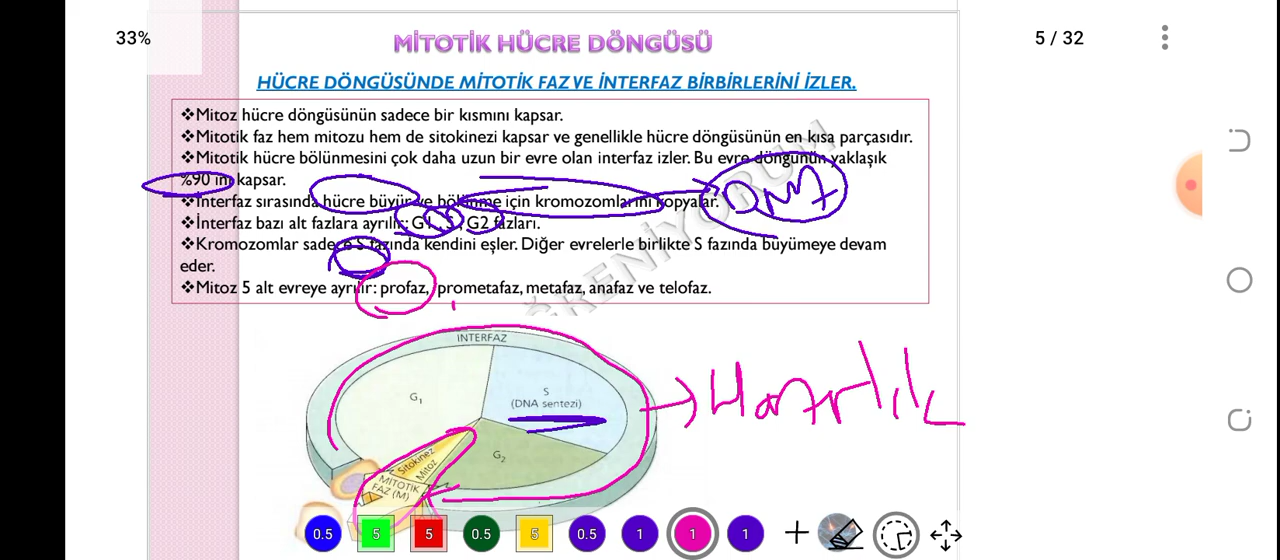 33%
5 / 32
MİTOTİK HÜCRE DÖNGÜSÜ
HÜCRE DÖNGÜSÜNDE MİTOTİK FAZ VE İNTERFAZ BİRBİRLERİNİ İZLER.
❖Mitoz hücre döngüsünün sadece bir kısmını kapsar.
❖Mitotik faz hem mitozu hem de sitokinezi kapsar ve genellikle hücre döngüsünün en kısa parçasıdır.
❖Mitotik hücre bölünmesini çok daha uzun bir evre olan interfaz izler. Bu evre döngünün yaklaşık
%90 ını kapsar.
❖İnterfaz sırasında hücre büyür ve bölünme için kromozomlarını kopyalar.
DNA
❖İnterfaz bazı alt fazlara ayrılır: G1, S, G2 fazları.
❖Kromozomlar sadece S fazında kendini eşler. Diğer evrelerle birlikte S fazında büyümeye devam
eder.
❖Mitoz 5 alt evreye ayrılır: profaz, prometafaz, metafaz, anafaz ve telofaz.
ÖĞRENİYORUM
INTERFAZ
G₁
S
(DNA sentezi)
Hazırlık
G₂
Sitokinez
Mitoz
MİTOTİK
FAZ (M)
0.5 5 5 0.5 5 0.5 1 1 1